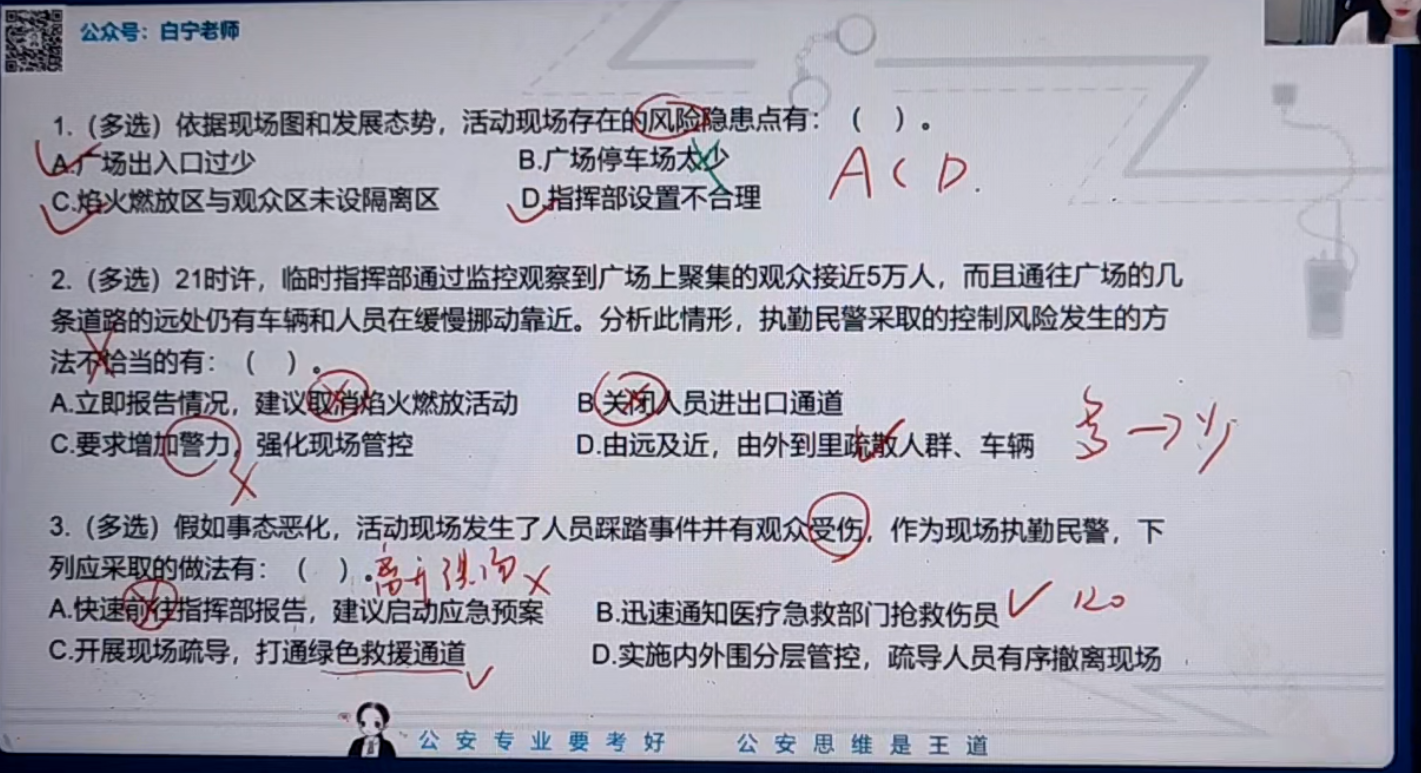 公众号：白宁老师
1.（多选）依据现场图和发展态势，活动现场存在的风险隐患点有：（ ）。
A.广场出入口过少 B.广场停车场太少
ACD.
C.焰火燃放区与观众区未设隔离区 D.指挥部设置不合理
2.（多选）21时许，临时指挥部通过监控观察到广场上聚集的观众接近5万人，而且通往广场的几
条道路的远处仍有车辆和人员在缓慢挪动靠近。分析此情形，执勤民警采取的控制风险发生的方
法不恰当的有：（ ）。
A.立即报告情况，建议取消焰火燃放活动 B.关闭人员进出口通道
C.要求增加警力，强化现场管控 D.由远及近，由外到里疏散人群、车辆
多→少
3.（多选）假如事态恶化，活动现场发生了人员踩踏事件并有观众受伤，作为现场执勤民警，下
列应采取的做法有：（ ）。
离开现场
A.快速前往指挥部报告，建议启动应急预案 B.迅速通知医疗急救部门抢救伤员
120
C.开展现场疏导，打通绿色救援通道 D.实施内外围分层管控，疏导人员有序撤离现场
公安专业要考好 公安思维是王道